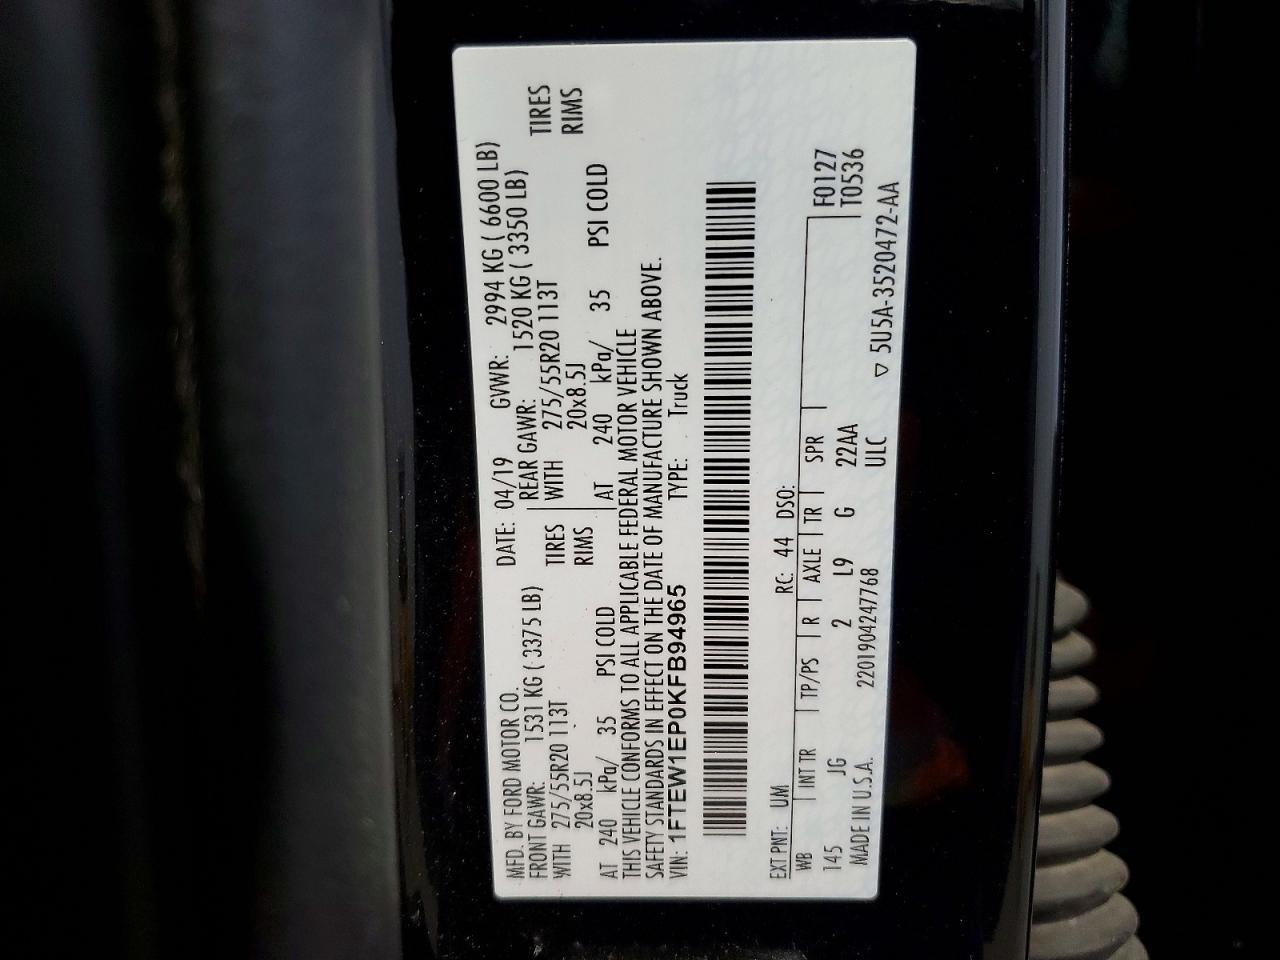 MFD. BY FORD MOTOR CO.
DATE: 04/19 GVWR: 2994 KG ( 6600 LB)
FRONT GAWR: 1531 KG ( 3375 LB) REAR GAWR: 1520 KG ( 3350 LB)
WITH 275/55R20 113T TIRES WITH 275/55R20 113T TIRES
20x8.5J RIMS 20x8.5J RIMS
AT 240 kPa/ 35 PSI COLD AT 240 kPa/ 35 PSI COLD
THIS VEHICLE CONFORMS TO ALL APPLICABLE FEDERAL MOTOR VEHICLE
SAFETY STANDARDS IN EFFECT ON THE DATE OF MANUFACTURE SHOWN ABOVE.
VIN: 1FTEW1EP0KFB94965 TYPE: Truck
EXT PNT: UM RC: 44 DSO:
WB INT TR TP/PS R AXLE TR SPR F0127
145 JG 2 L9 G 22AA T0536
MADE IN U.S.A. 2201904247768 ULC ▽ 5U5A-3520472-AA